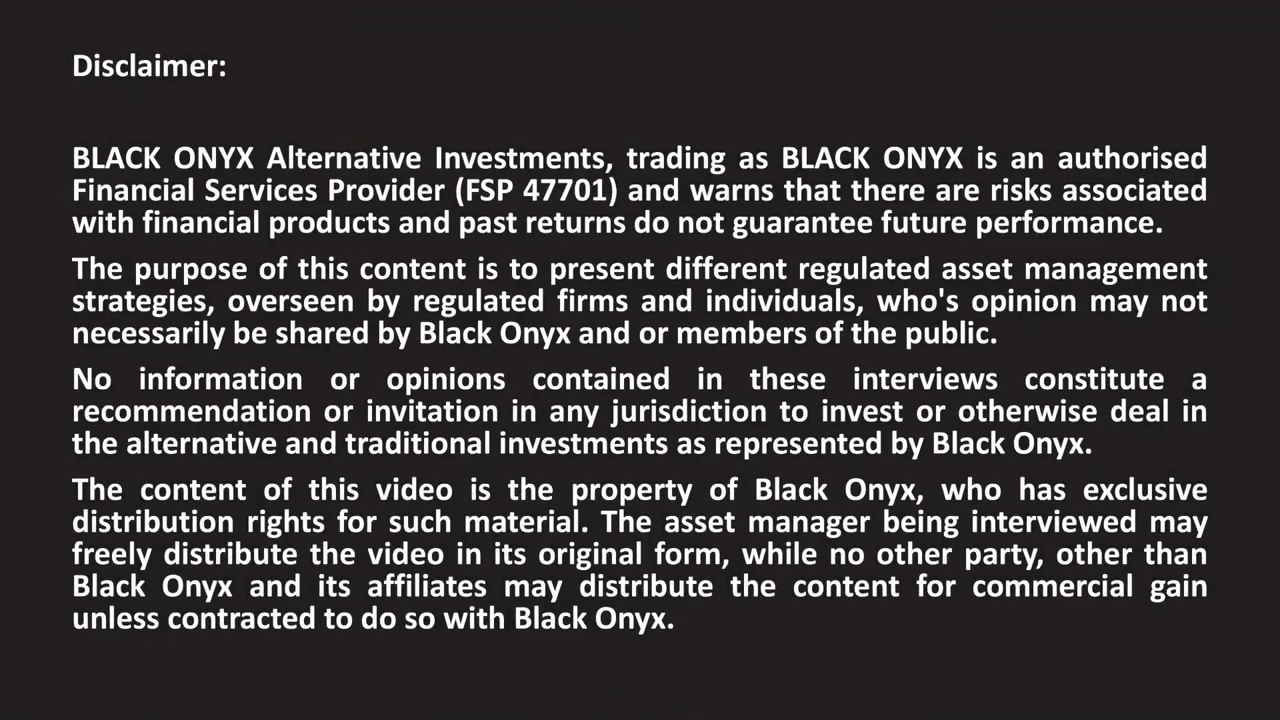 Disclaimer:
BLACK ONYX Alternative Investments, trading as BLACK ONYX is an authorised
Financial Services Provider (FSP 47701) and warns that there are risks associated
with financial products and past returns do not guarantee future performance.
The purpose of this content is to present different regulated asset management
strategies, overseen by regulated firms and individuals, who's opinion may not
necessarily be shared by Black Onyx and or members of the public.
No information or opinions contained in these interviews constitute a
recommendation or invitation in any jurisdiction to invest or otherwise deal in
the alternative and traditional investments as represented by Black Onyx.
The content of this video is the property of Black Onyx, who has exclusive
distribution rights for such material. The asset manager being interviewed may
freely distribute the video in its original form, while no other party, other than
Black Onyx and its affiliates may distribute the content for commercial gain
unless contracted to do so with Black Onyx.